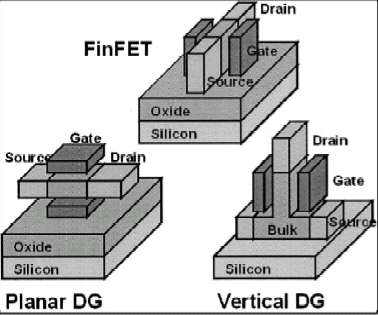 Drain
FinFET
Gate
Source
Oxide
Silicon
Gate
Source
Drain
Oxide
Silicon
Planar DG
Drain
Gate
Source
Bulk
Silicon
Vertical DG